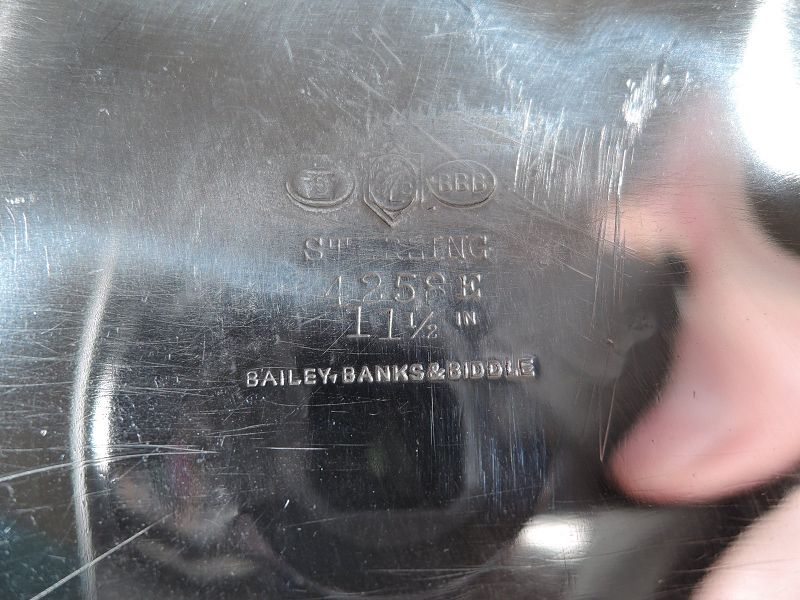 BBB
STERLING
4258E
11½ IN
BAILEY, BANKS & BIDDLE